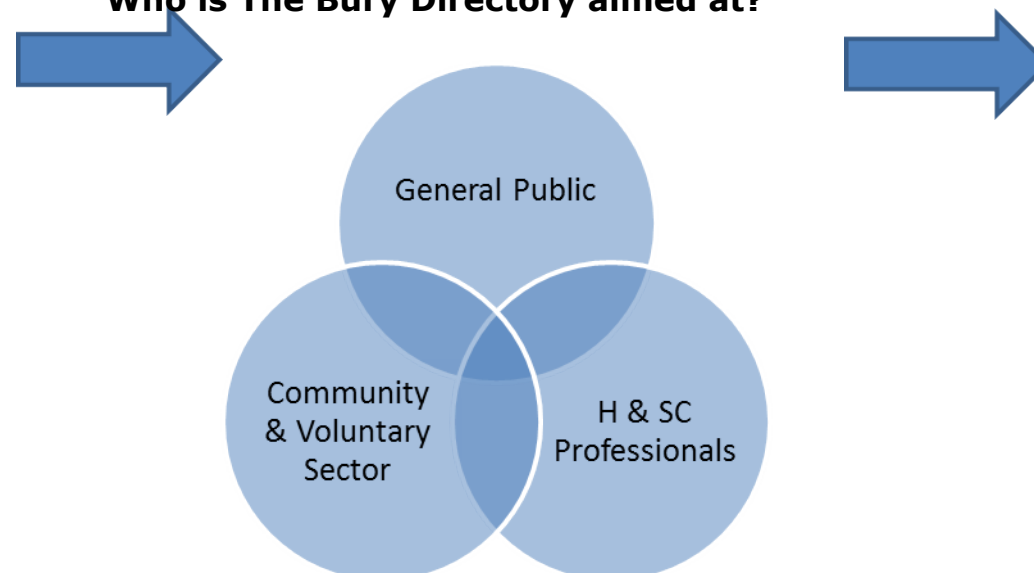 Who is The Bury Directory aimed at?
General Public
Community
& Voluntary
Sector
H & SC
Professionals